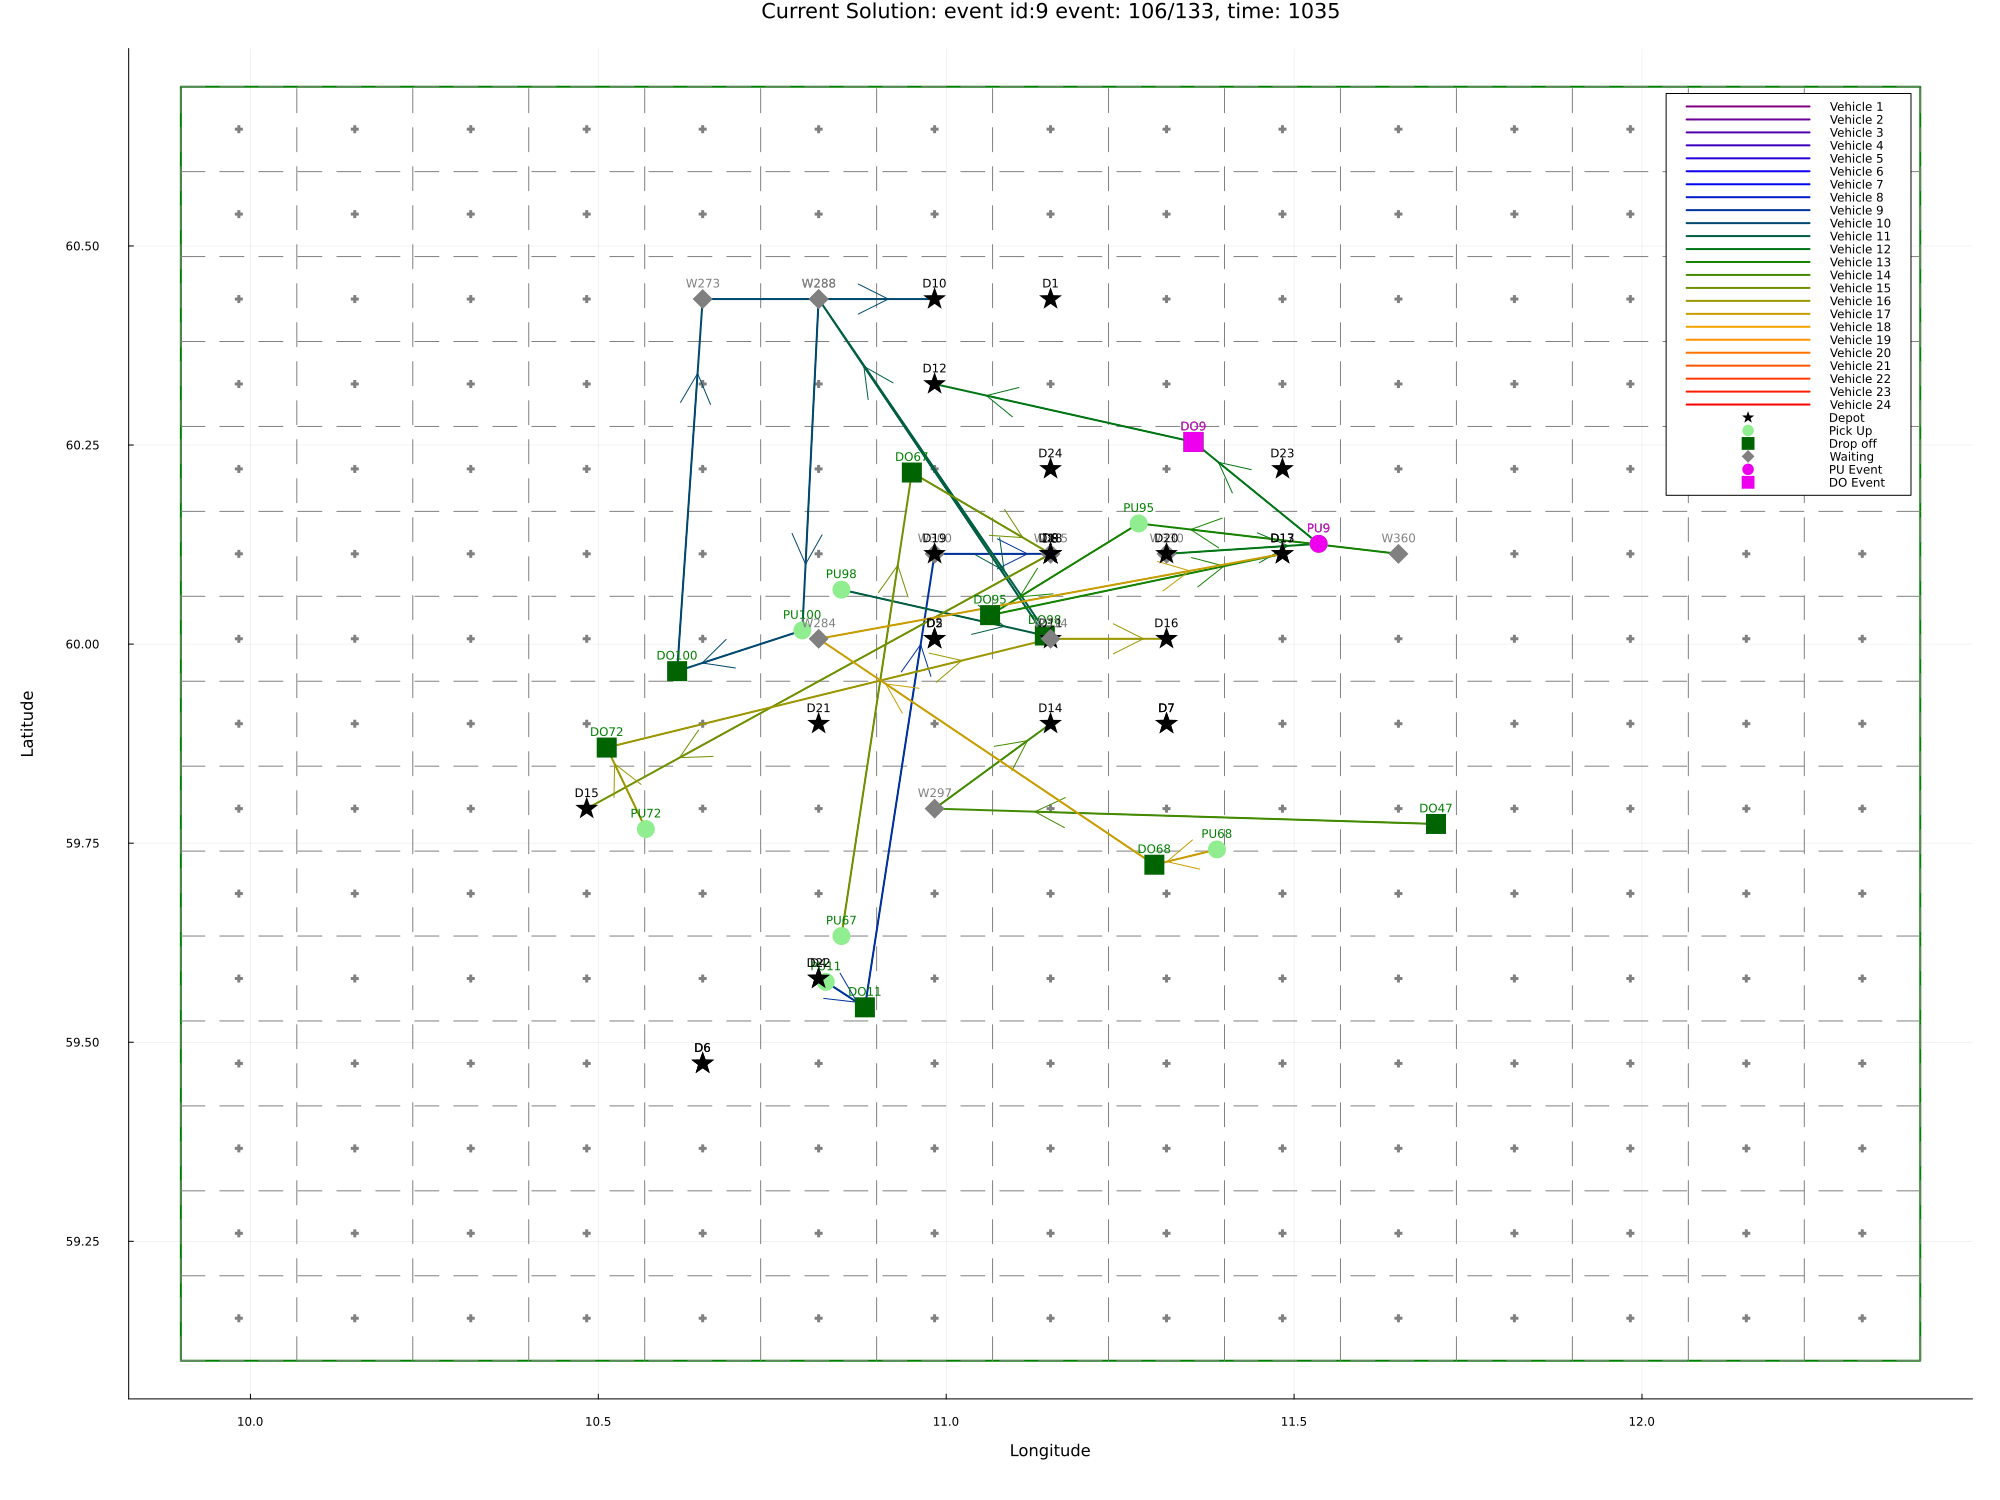 Current Solution: event id:9 event: 106/133, time: 1035
Vehicle 1
Vehicle 2
Vehicle 3
Vehicle 4
Vehicle 5
Vehicle 6
Vehicle 7
Vehicle 8
Vehicle 9
Vehicle 10
Vehicle 11
Vehicle 12
Vehicle 13
Vehicle 14
Vehicle 15
Vehicle 16
Vehicle 17
Vehicle 18
Vehicle 19
Vehicle 20
Vehicle 21
Vehicle 22
Vehicle 23
Vehicle 24
Depot
Pick Up
Drop off
Waiting
PU Event
DO Event
60.50
W273 W288 D10 D1
D12
60.25
DO9
DO67 D24 D23
PU95
PU9
D19 D20 W360
PU98
DO95
PU100 W284 D16
60.00
DO100
D21 D14 D7
DO72
D15 W297 DO47
PU72
59.75
PU68
DO68
PU67
DO11
59.50
D6
59.25
10.0 10.5 11.0 11.5 12.0
Longitude
Latitude